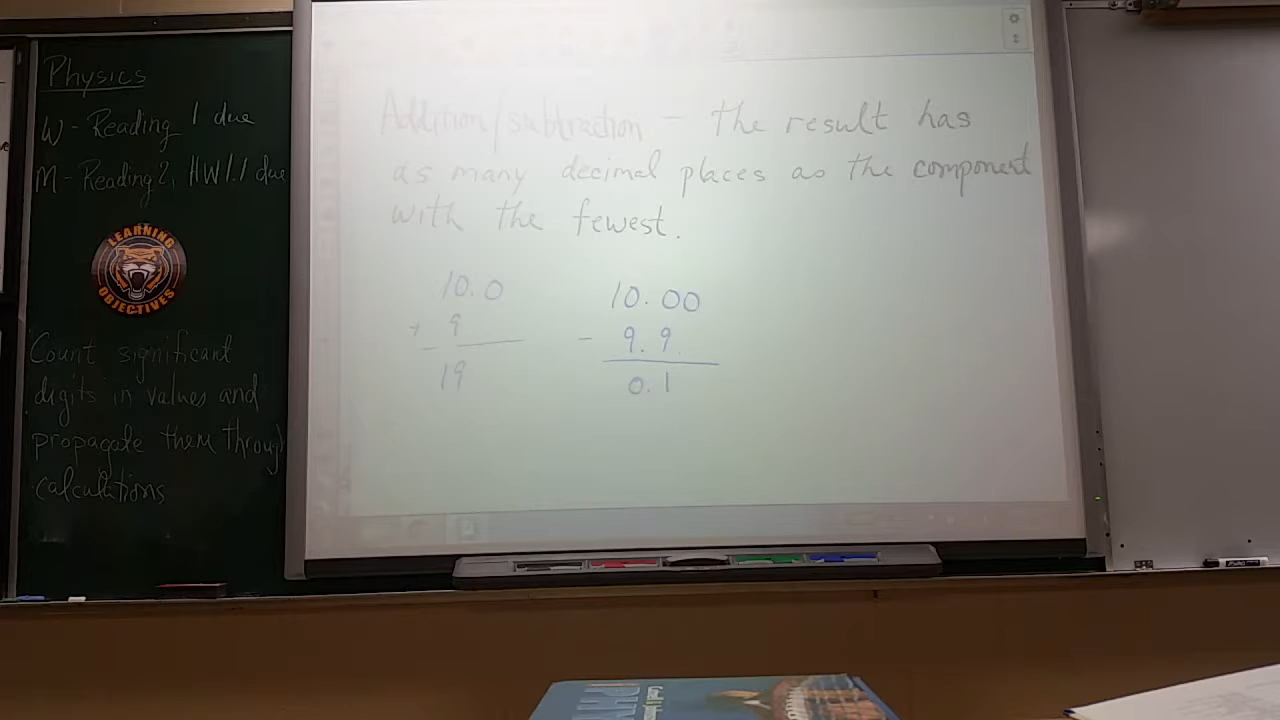 Physics
W - Reading 1 due
M - Reading 2, HW 1.1 due
LEARNING
OBJECTIVES
Count significant
digits in values and
propagate them through
calculations
Addition/subtraction - the result has
as many decimal places as the component
with the fewest.
10.0
+ 9
19
10.00
- 9.9
0.1